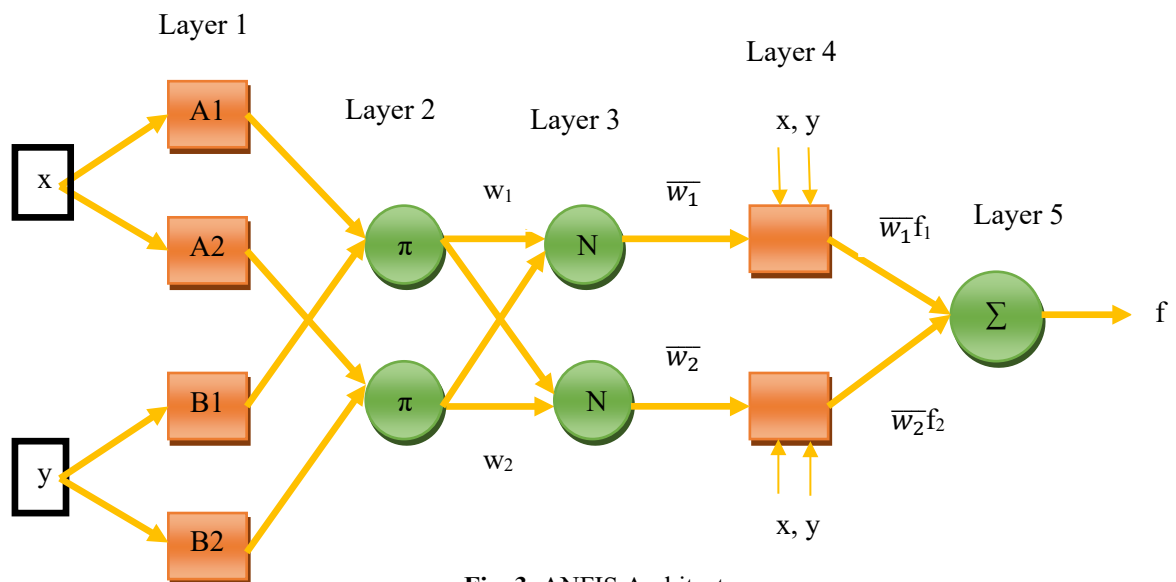 Layer 1
Layer 4
Layer 2
Layer 3
Layer 5
A1
x, y
x
w₁
w̅₁
w̅₁f₁
A2
π
N
Σ
f
w̅₂
B1
π
N
w̅₂f₂
y
w₂
B2
x, y